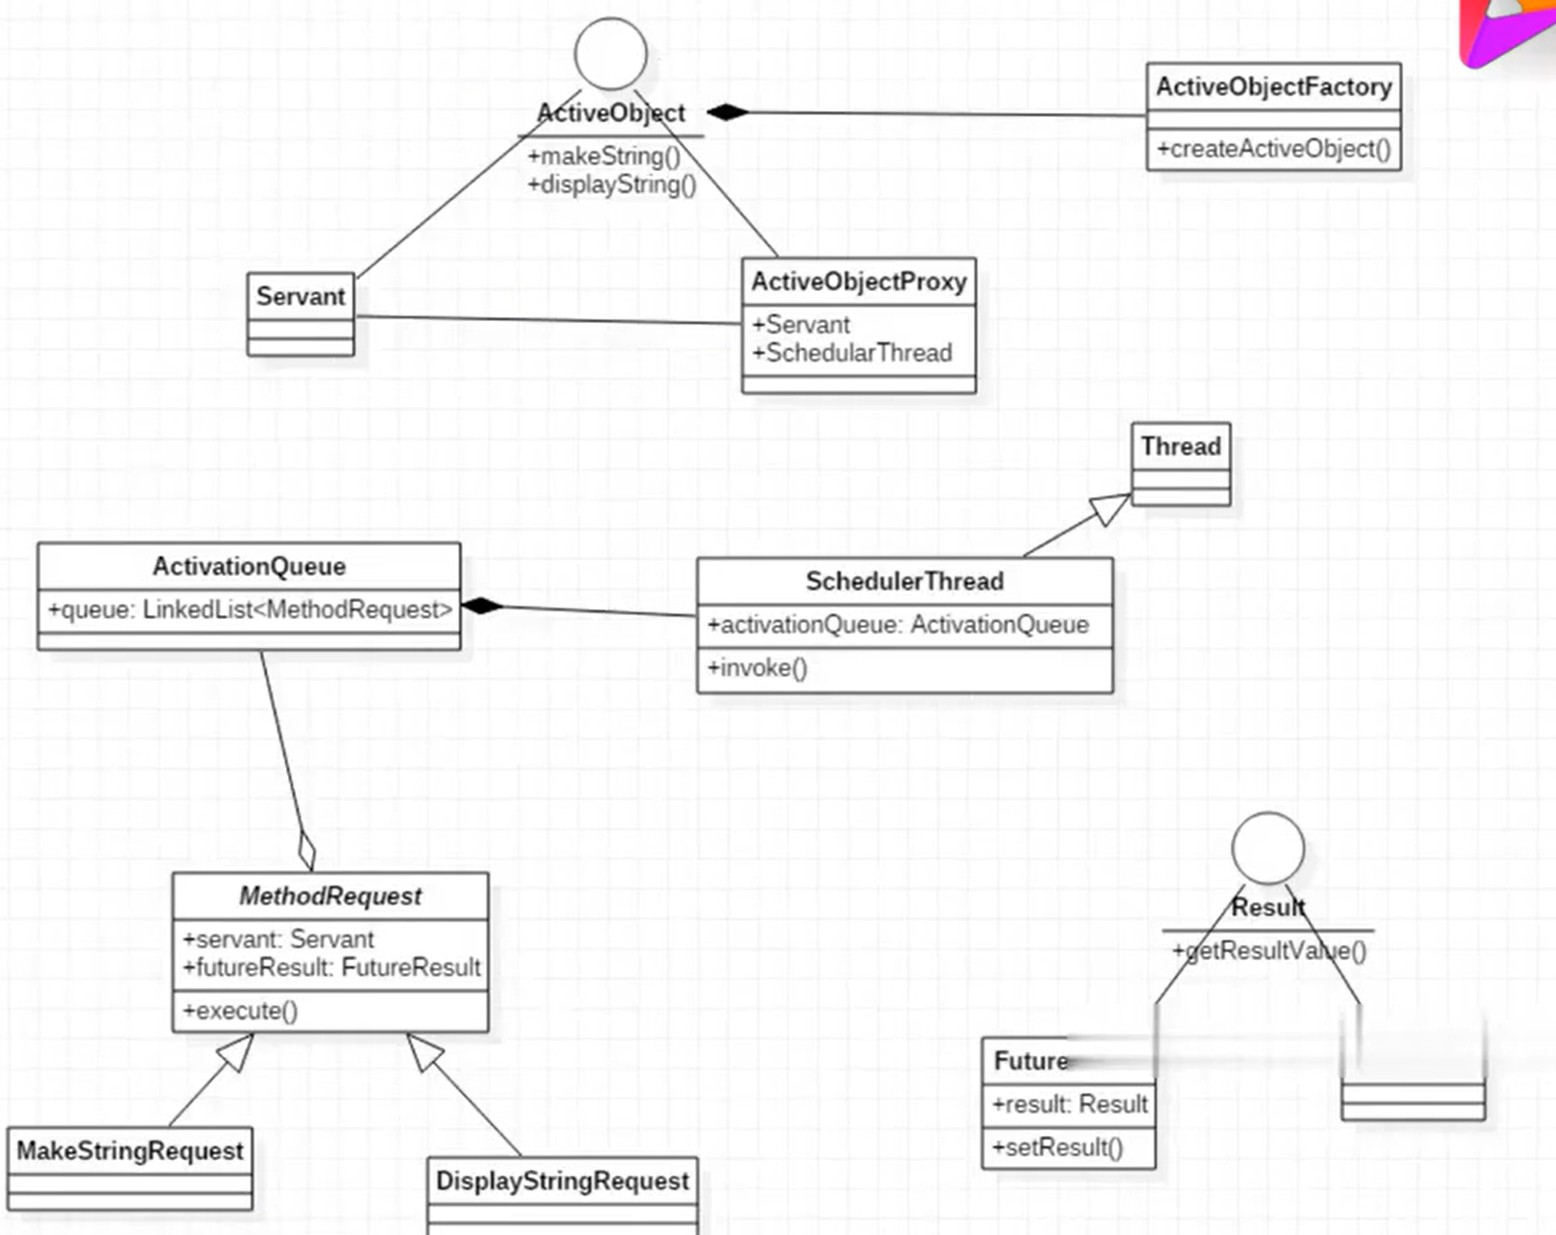 ActiveObject
+makeString()
+displayString()
ActiveObjectFactory
+createActiveObject()
Servant
ActiveObjectProxy
+Servant
+SchedularThread
Thread
ActivationQueue
+queue: LinkedList<MethodRequest>
SchedulerThread
+activationQueue: ActivationQueue
+invoke()
MethodRequest
+servant: Servant
+futureResult: FutureResult
+execute()
Result
+getResultValue()
Future
+result: Result
+setResult()
MakeStringRequest
DisplayStringRequest